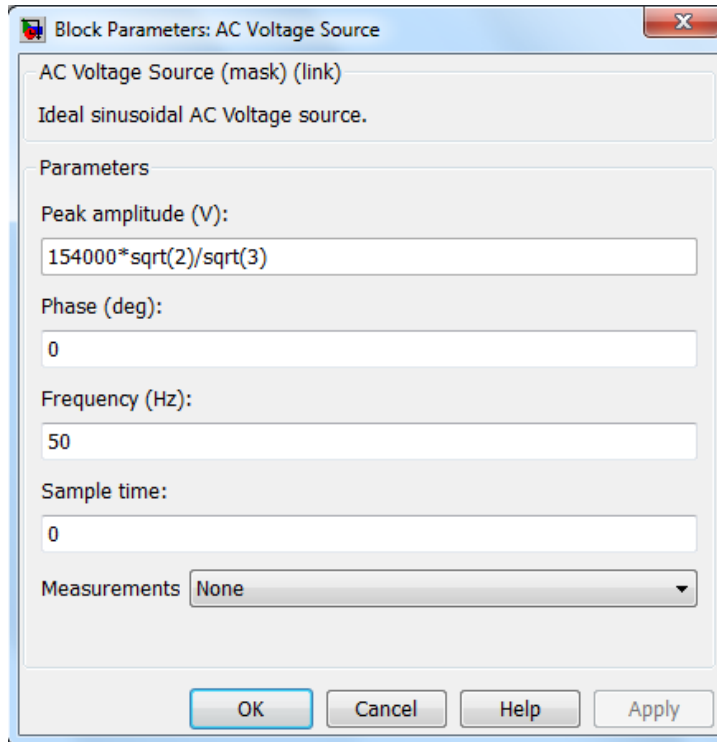 Block Parameters: AC Voltage Source
AC Voltage Source (mask) (link)
Ideal sinusoidal AC Voltage source.
Parameters
Peak amplitude (V):
154000*sqrt(2)/sqrt(3)
Phase (deg):
0
Frequency (Hz):
50
Sample time:
0
Measurements None
OK Cancel Help Apply